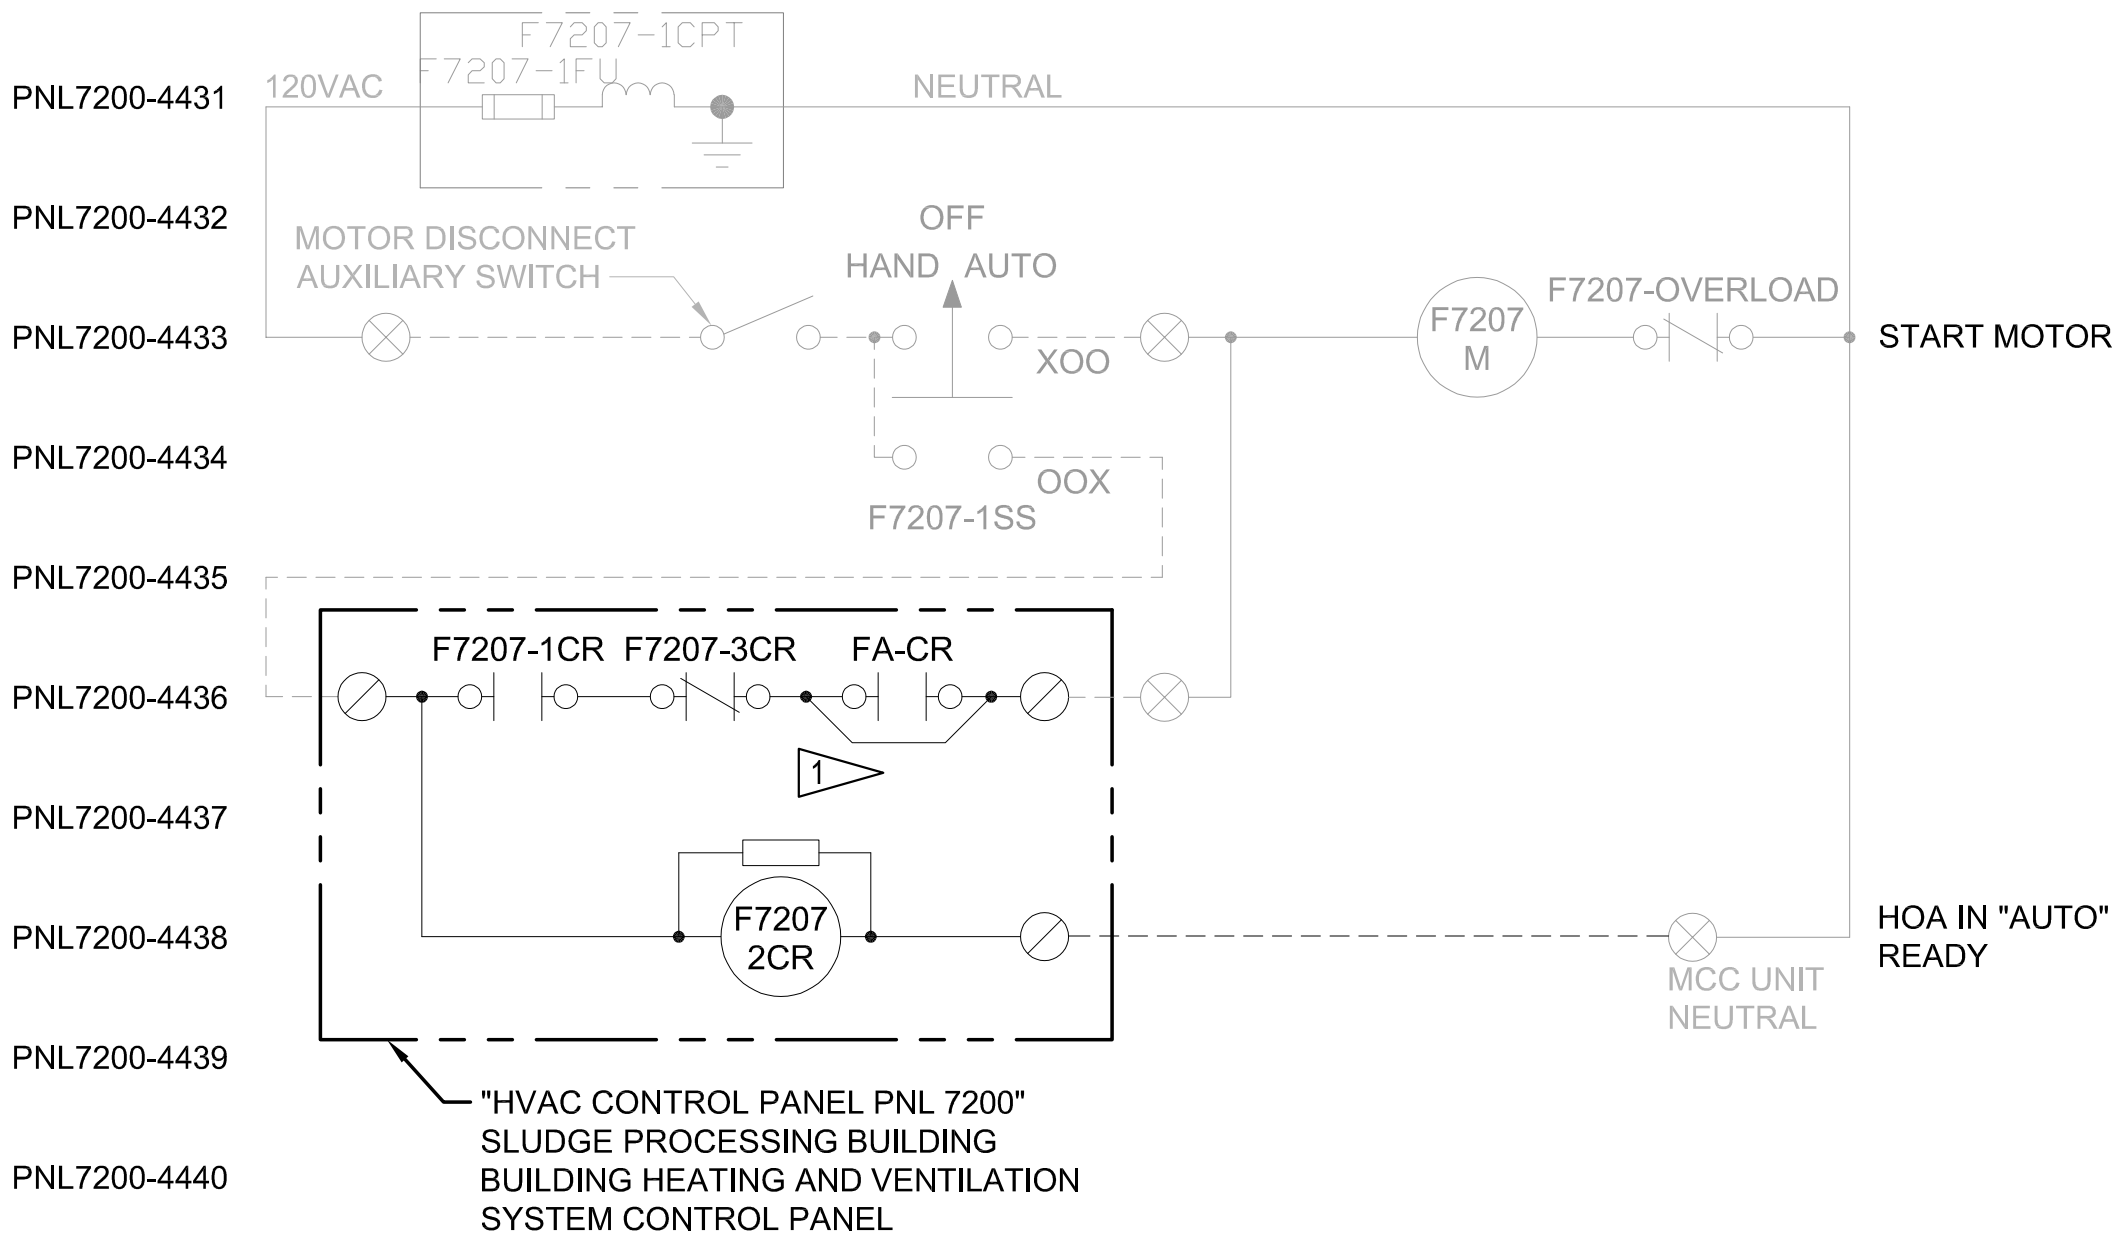 F7207-1CPT
F7207-1FU
PNL7200-4431
120VAC
NEUTRAL
PNL7200-4432
OFF
MOTOR DISCONNECT
AUXILIARY SWITCH
HAND AUTO
F7207-OVERLOAD
PNL7200-4433
F7207
M
START MOTOR
XOO
PNL7200-4434
OOX
F7207-1SS
PNL7200-4435
F7207-1CR F7207-3CR FA-CR
PNL7200-4436
1
PNL7200-4437
PNL7200-4438
F7207
2CR
HOA IN "AUTO"
READY
MCC UNIT
NEUTRAL
PNL7200-4439
"HVAC CONTROL PANEL PNL 7200"
SLUDGE PROCESSING BUILDING
BUILDING HEATING AND VENTILATION
SYSTEM CONTROL PANEL
PNL7200-4440